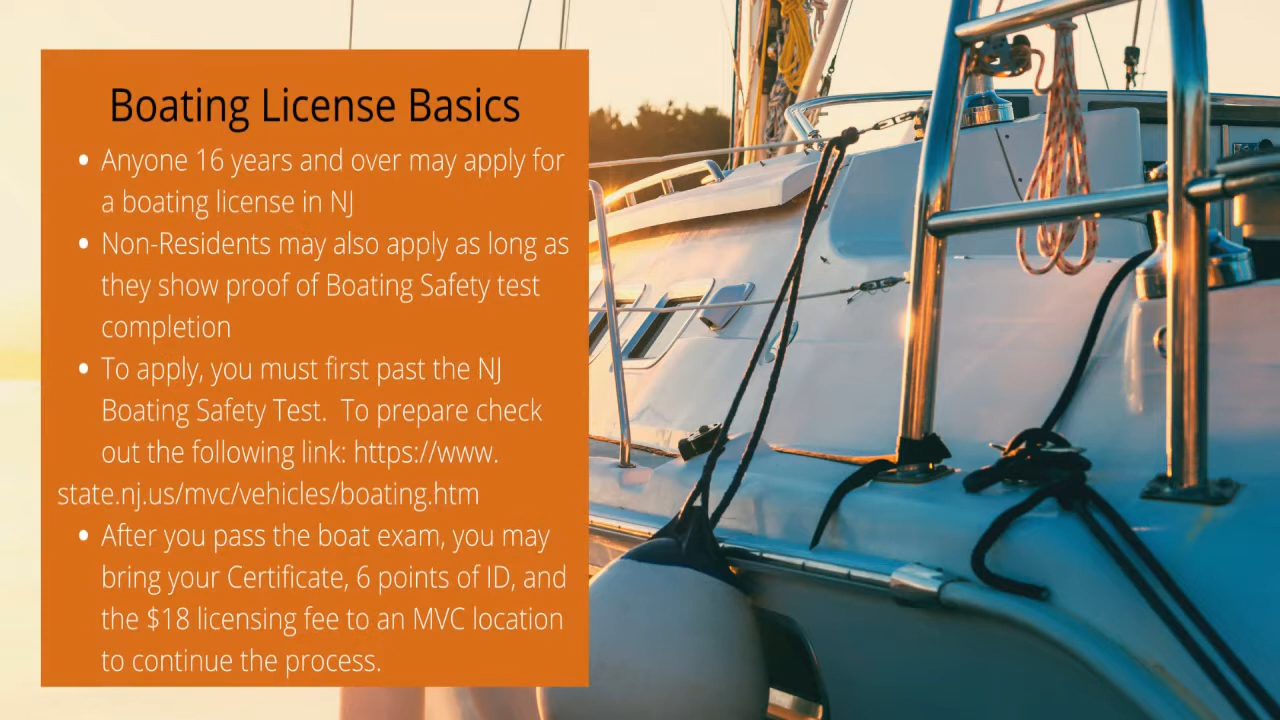 Boating License Basics
• Anyone 16 years and over may apply for
a boating license in NJ
• Non-Residents may also apply as long as
they show proof of Boating Safety test
completion
• To apply, you must first past the NJ
Boating Safety Test.  To prepare check
out the following link: https://www.
state.nj.us/mvc/vehicles/boating.htm
• After you pass the boat exam, you may
bring your Certificate, 6 points of ID, and
the $18 licensing fee to an MVC location
to continue the process.